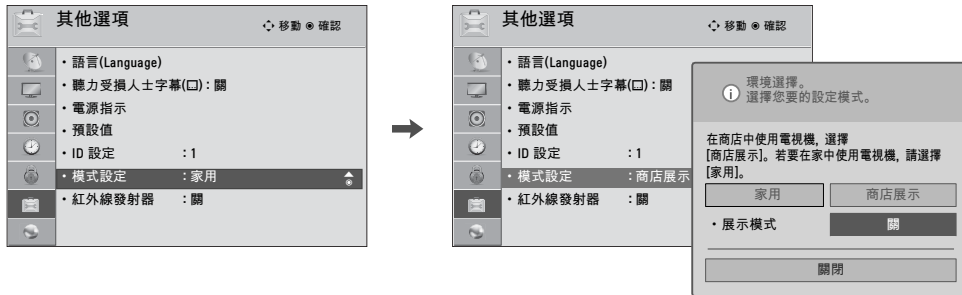 其他選項
移動 ◉ 確認
・語言(Language)
・聽力受損人士字幕(□) : 關
・電源指示
・預設值
・ID 設定 : 1
・模式設定 : 家用
・紅外線發射器 : 關
其他選項
移動 ◉ 確認
・語言(Language)
・聽力受損人士字幕(□) : 關
・電源指示
・預設值
・ID 設定 : 1
・模式設定 : 商店展示
・紅外線發射器 : 關
環境選擇。
選擇您要的設定模式。
在商店中使用電視機, 選擇
[商店展示]。若要在家中使用電視機, 請選擇
[家用]。
家用 商店展示
・展示模式 關
關閉